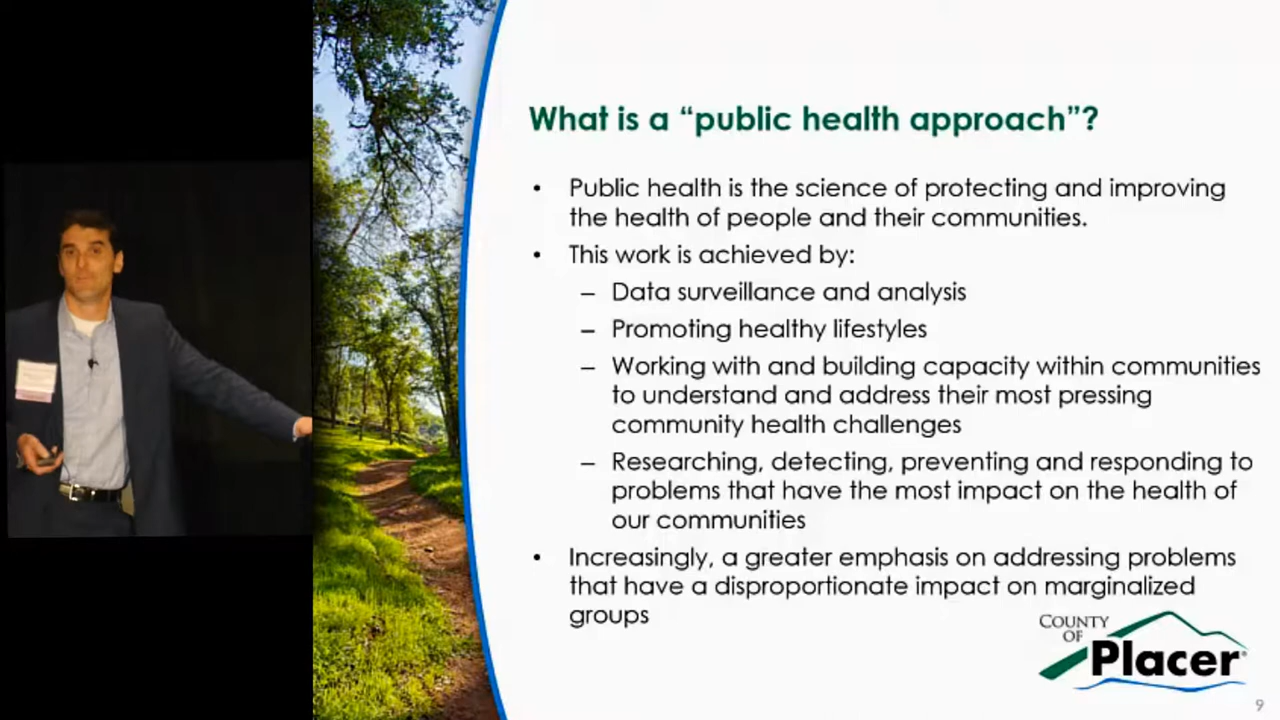 What is a “public health approach”?
• Public health is the science of protecting and improving
the health of people and their communities.
• This work is achieved by:
– Data surveillance and analysis
– Promoting healthy lifestyles
– Working with and building capacity within communities
to understand and address their most pressing
community health challenges
– Researching, detecting, preventing and responding to
problems that have the most impact on the health of
our communities
• Increasingly, a greater emphasis on addressing problems
that have a disproportionate impact on marginalized
groups
COUNTY
OF
Placer®
9